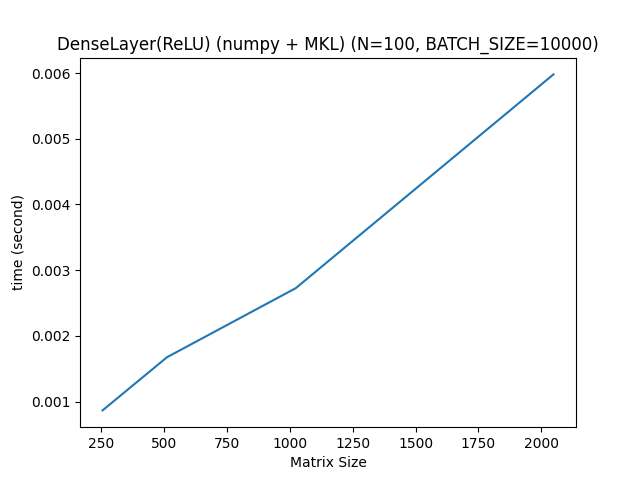 DenseLayer(ReLU) (numpy + MKL) (N=100, BATCH_SIZE=10000)
0.006
0.005
0.004
0.003
0.002
0.001
time (second)
250 500 750 1000 1250 1500 1750 2000
Matrix Size